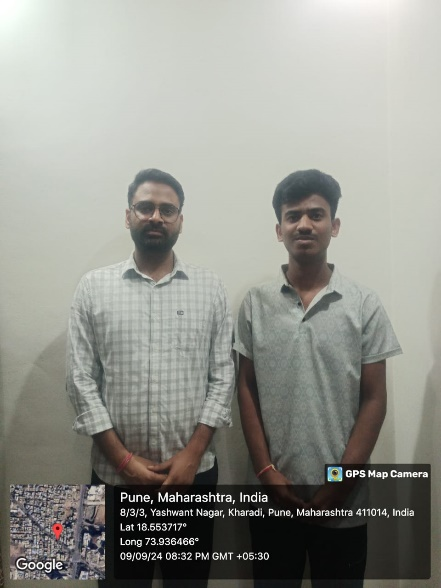 GPS Map Camera
Pune, Maharashtra, India
8/3/3, Yashwant Nagar, Kharadi, Pune, Maharashtra 411014, India
Lat 18.553717°
Long 73.936466°
09/09/24 08:32 PM GMT +05:30
Google